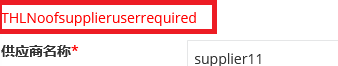 THLNoofsupplieruserrequired
供应商名称*
supplier11